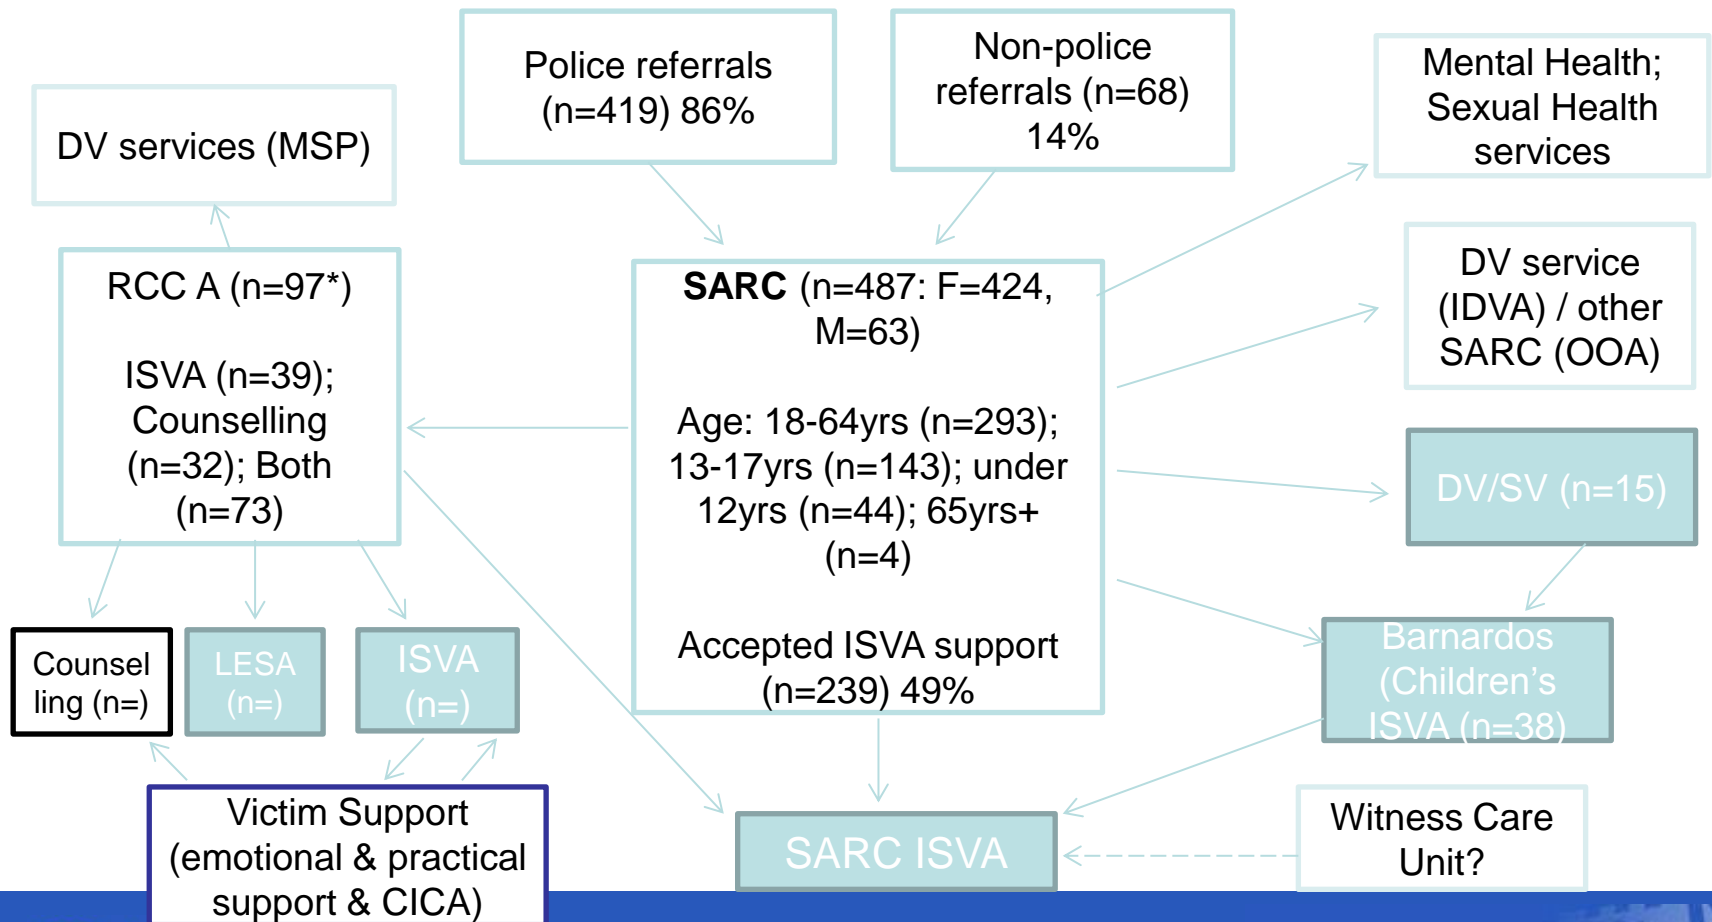 Police referrals
(n=419) 86%
Non-police
referrals (n=68)
14%
Mental Health;
Sexual Health
services
DV services (MSP)
RCC A (n=97*)
ISVA (n=39);
Counselling
(n=32); Both
(n=73)
SARC (n=487: F=424,
M=63)
Age: 18-64yrs (n=293);
13-17yrs (n=143); under
12yrs (n=44); 65yrs+
(n=4)
Accepted ISVA support
(n=239) 49%
DV service
(IDVA) / other
SARC (OOA)
DV/SV (n=15)
Barnardos
(Children’s
ISVA (n=38)
Counsel
ling (n=)
LESA
(n=)
ISVA
(n=)
Victim Support
(emotional & practical
support & CICA)
SARC ISVA
Witness Care
Unit?